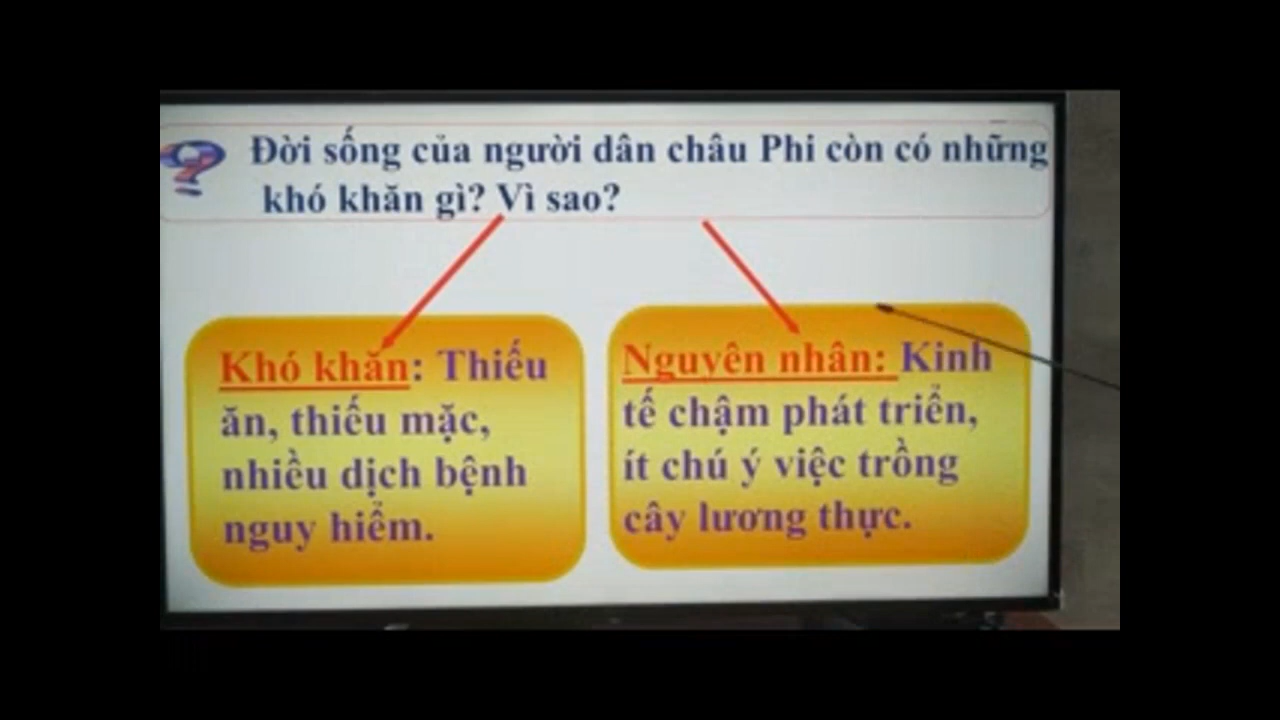 Đời sống của người dân châu Phi còn có những
khó khăn gì? Vì sao?
Khó khăn: Thiếu
ăn, thiếu mặc,
nhiều dịch bệnh
nguy hiểm.
Nguyên nhân: Kinh
tế chậm phát triển,
ít chú ý việc trồng
cây lương thực.